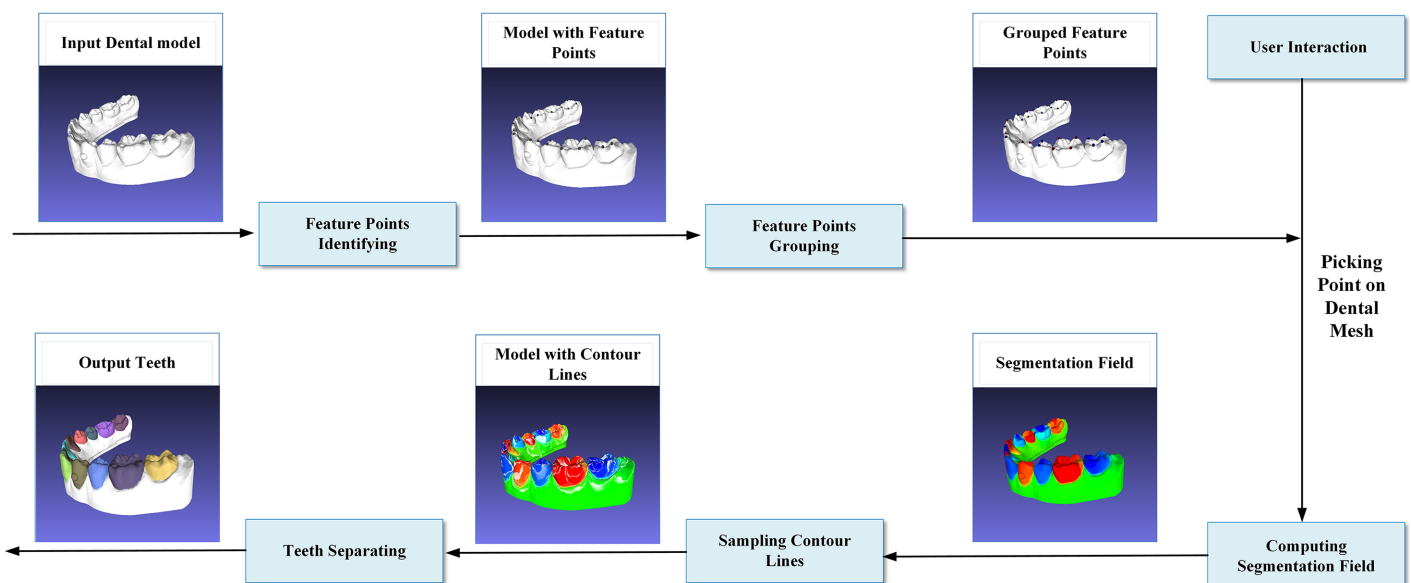 Input Dental model
Model with Feature
Points
Grouped Feature
Points
User Interaction
Feature Points
Identifying
Feature Points
Grouping
Picking
Point on
Dental
Mesh
Output Teeth
Model with Contour
Lines
Segmentation Field
Teeth Separating
Sampling Contour
Lines
Computing
Segmentation Field